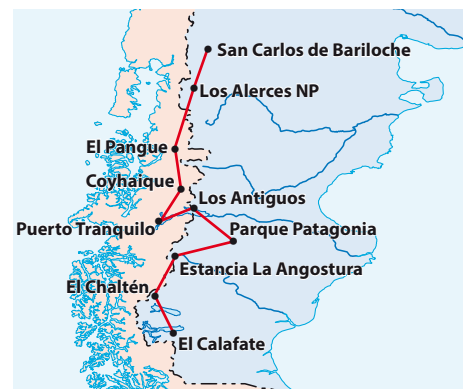 San Carlos de Bariloche
Los Alerces NP
El Pangue
Coyhaique
Los Antiguos
Puerto Tranquilo
Parque Patagonia
Estancia La Angostura
El Chaltén
El Calafate